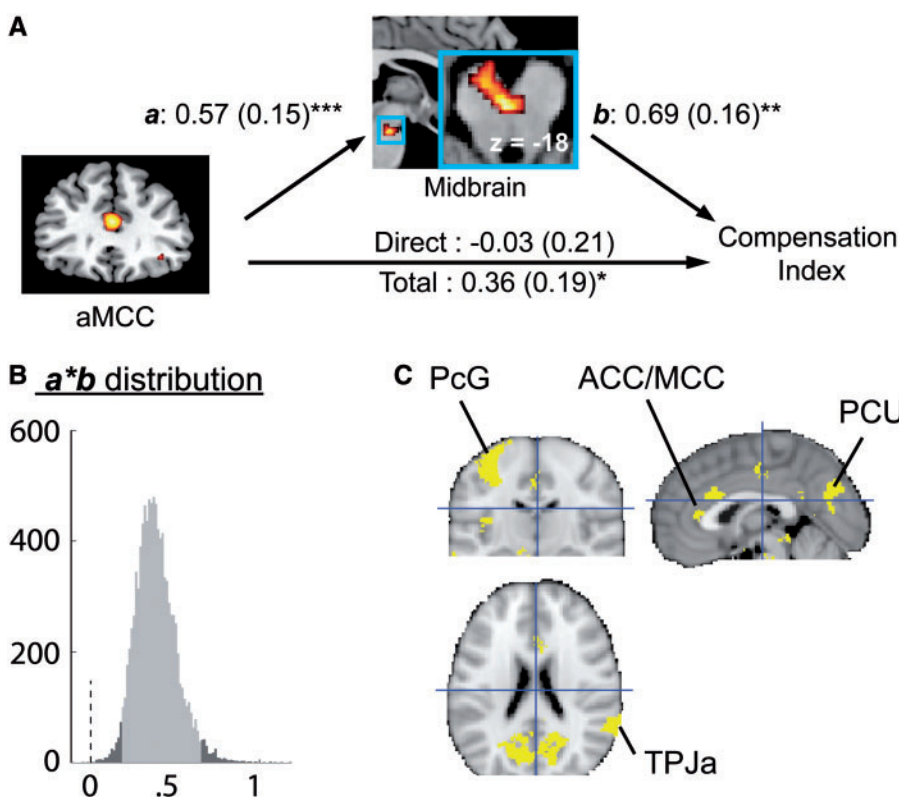 A
a: 0.57 (0.15)***
b: 0.69 (0.16)**
z = -18
Midbrain
aMCC
Direct : -0.03 (0.21)
Total : 0.36 (0.19)*
Compensation
Index
B
a*b distribution
600
400
200
0
0 .5 1
C
PcG
ACC/MCC
PCU
TPJa